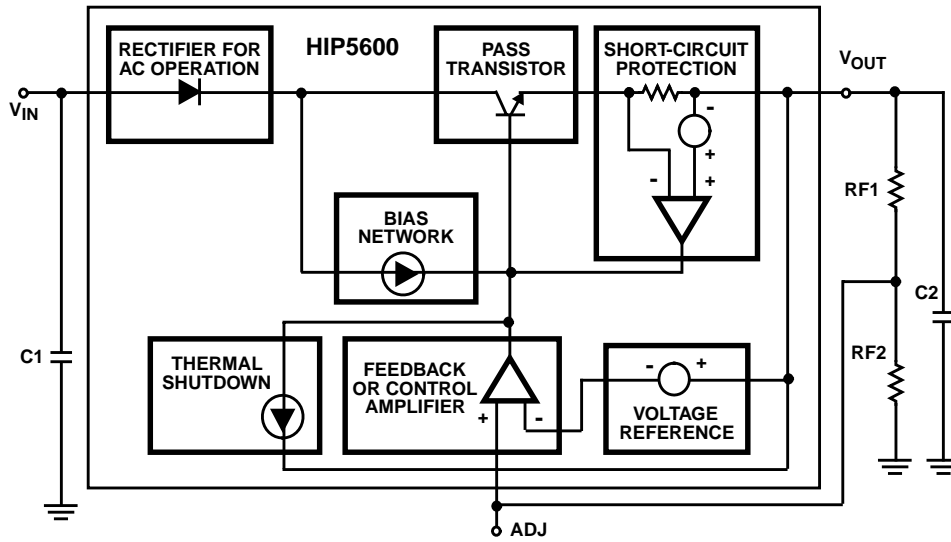 RECTIFIER FOR
AC OPERATION
HIP5600
PASS
TRANSISTOR
SHORT-CIRCUIT
PROTECTION
VOUT
VIN
-
+
-
+
RF1
BIAS
NETWORK
C2
C1
THERMAL
SHUTDOWN
FEEDBACK
OR CONTROL
AMPLIFIER
+
-
-
+
VOLTAGE
REFERENCE
RF2
ADJ